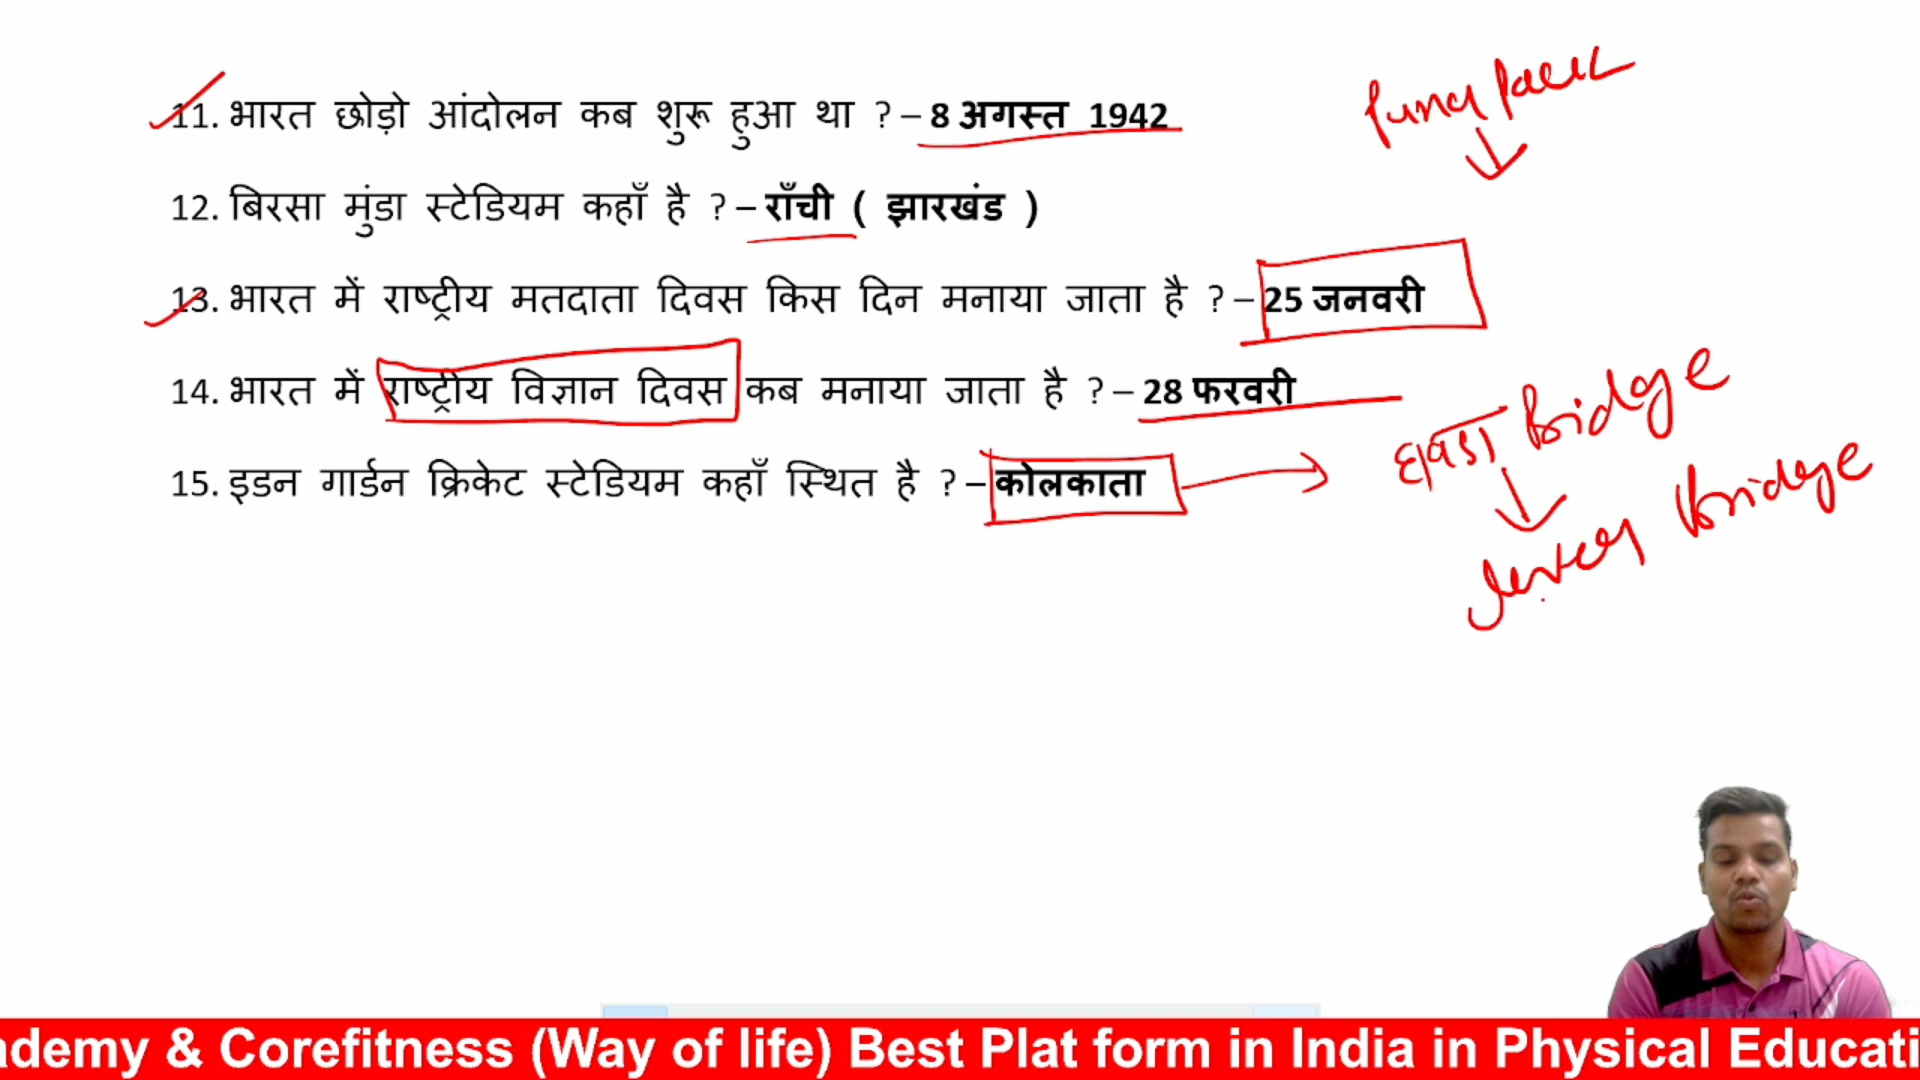 11. भारत छोड़ो आंदोलन कब शुरू हुआ था ? – 8 अगस्त 1942
12. बिरसा मुंडा स्टेडियम कहाँ है ? – राँची ( झारखंड )
13. भारत में राष्ट्रीय मतदाता दिवस किस दिन मनाया जाता है ? – 25 जनवरी
14. भारत में राष्ट्रीय विज्ञान दिवस कब मनाया जाता है ? – 28 फरवरी
15. इडन गार्डन क्रिकेट स्टेडियम कहाँ स्थित है ? – कोलकाता
Bridge
Bridge
ademy & Corefitness (Way of life) Best Plat form in India in Physical Educati